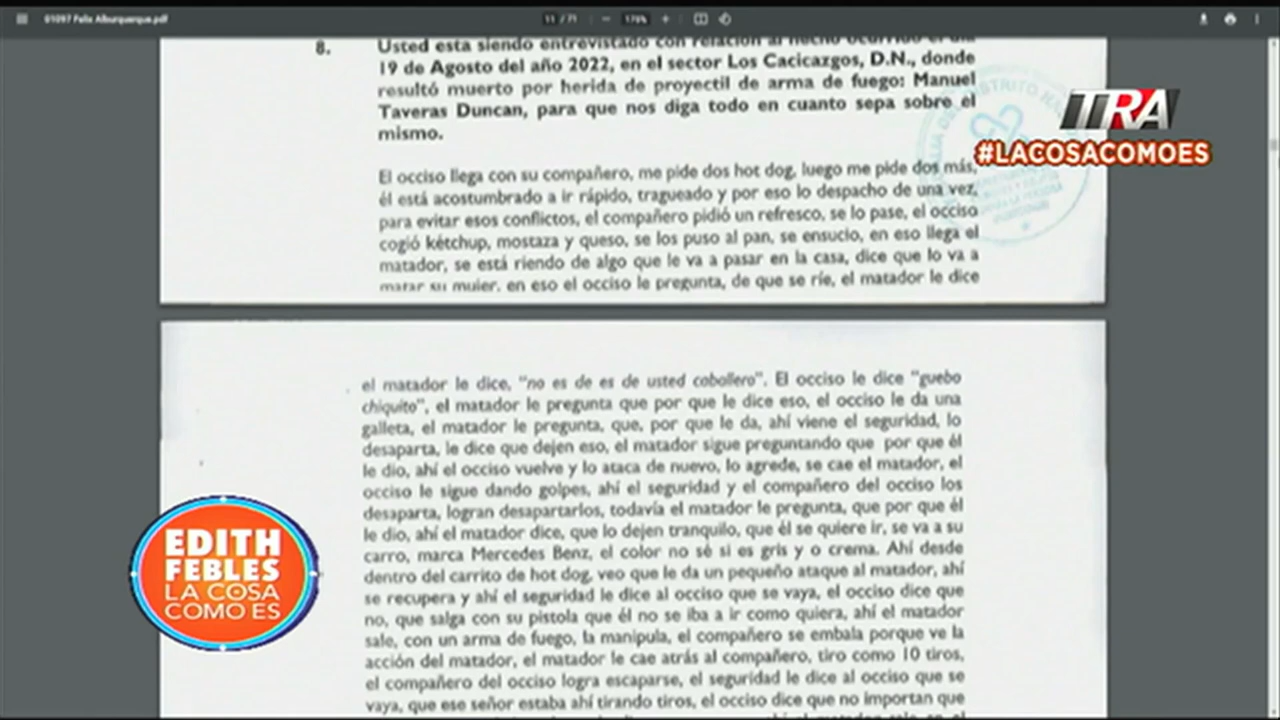 01097 Felix Alburquerque.pdf
11 / 71
178%
8. Usted esta siendo entrevistado con relación al hecho ocurrido el día
19 de Agosto del año 2022, en el sector Los Cacicazgos, D.N., donde
resultó muerto por herida de proyectil de arma de fuego: Manuel
Taveras Duncan, para que nos diga todo en cuanto sepa sobre el
mismo.
TRA
#LACOSACOMOES
El occiso llega con su compañero, me pide dos hot dog, luego me pide dos más,
él está acostumbrado a ir rápido, tragueado y por eso lo despacho de una vez,
para evitar esos conflictos, el compañero pidió un refresco, se lo pase, el occiso
cogió kétchup, mostaza y queso, se los puso al pan, se ensucio, en eso llega el
matador, se está riendo de algo que le va a pasar en la casa, dice que lo va a
matar su mujer, en eso el occiso le pregunta, de que se ríe, el matador le dice
el matador le dice, "no es de es de usted caballero". El occiso le dice "guebo
chiquito", el matador le pregunta que por que le dice eso, el occiso le da una
galleta, el matador le pregunta, que, por que le da, ahí viene el seguridad, lo
desaparta, le dice que dejen eso, el matador sigue preguntando que por que él
le dio, ahí el occiso vuelve y lo ataca de nuevo, lo agrede, se cae el matador, el
occiso le sigue dando golpes, ahí el seguridad y el compañero del occiso los
desaparta, logran desapartarlos, todavía el matador le pregunta, que por que él
le dio, ahí el matador dice, que lo dejen tranquilo, que él se quiere ir, se va a su
carro, marca Mercedes Benz, el color no sé si es gris y o crema. Ahí desde
dentro del carrito de hot dog, veo que le da un pequeño ataque al matador, ahí
se recupera y ahí el seguridad le dice al occiso que se vaya, el occiso dice que
no, que salga con su pistola que él no se iba a ir como quiera, ahí el matador
sale, con un arma de fuego, la manipula, el compañero se embala porque ve la
acción del matador, el matador le cae atrás al compañero, tiro como 10 tiros,
el compañero del occiso logra escaparse, el seguridad le dice al occiso que se
vaya, que ese señor estaba ahí tirando tiros, el occiso dice que no importan que
EDITH
FEBLES
LA COSA
COMO ES